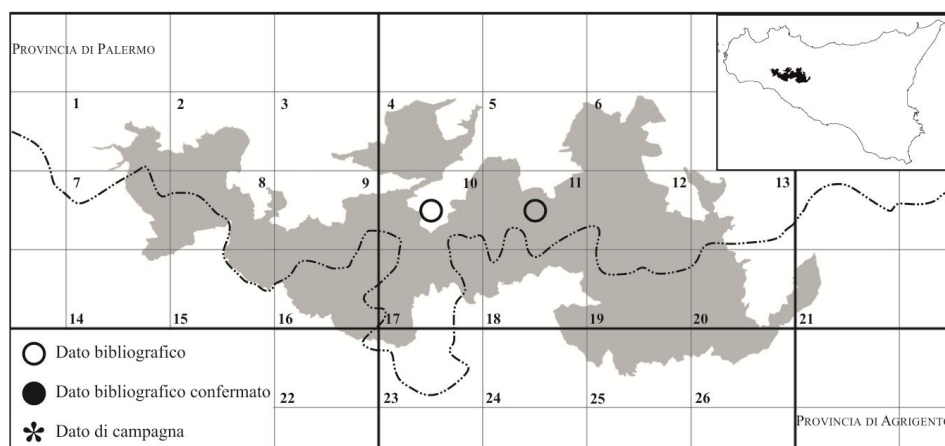 PROVINCIA DI PALERMO
1 2 3 4 5 6
7 8 9 10 11 12 13
14 15 16 17 18 19 20 21
Dato bibliografico
Dato bibliografico confermato
22 23 24 25 26
Dato di campagna
PROVINCIA DI AGRIGENTO